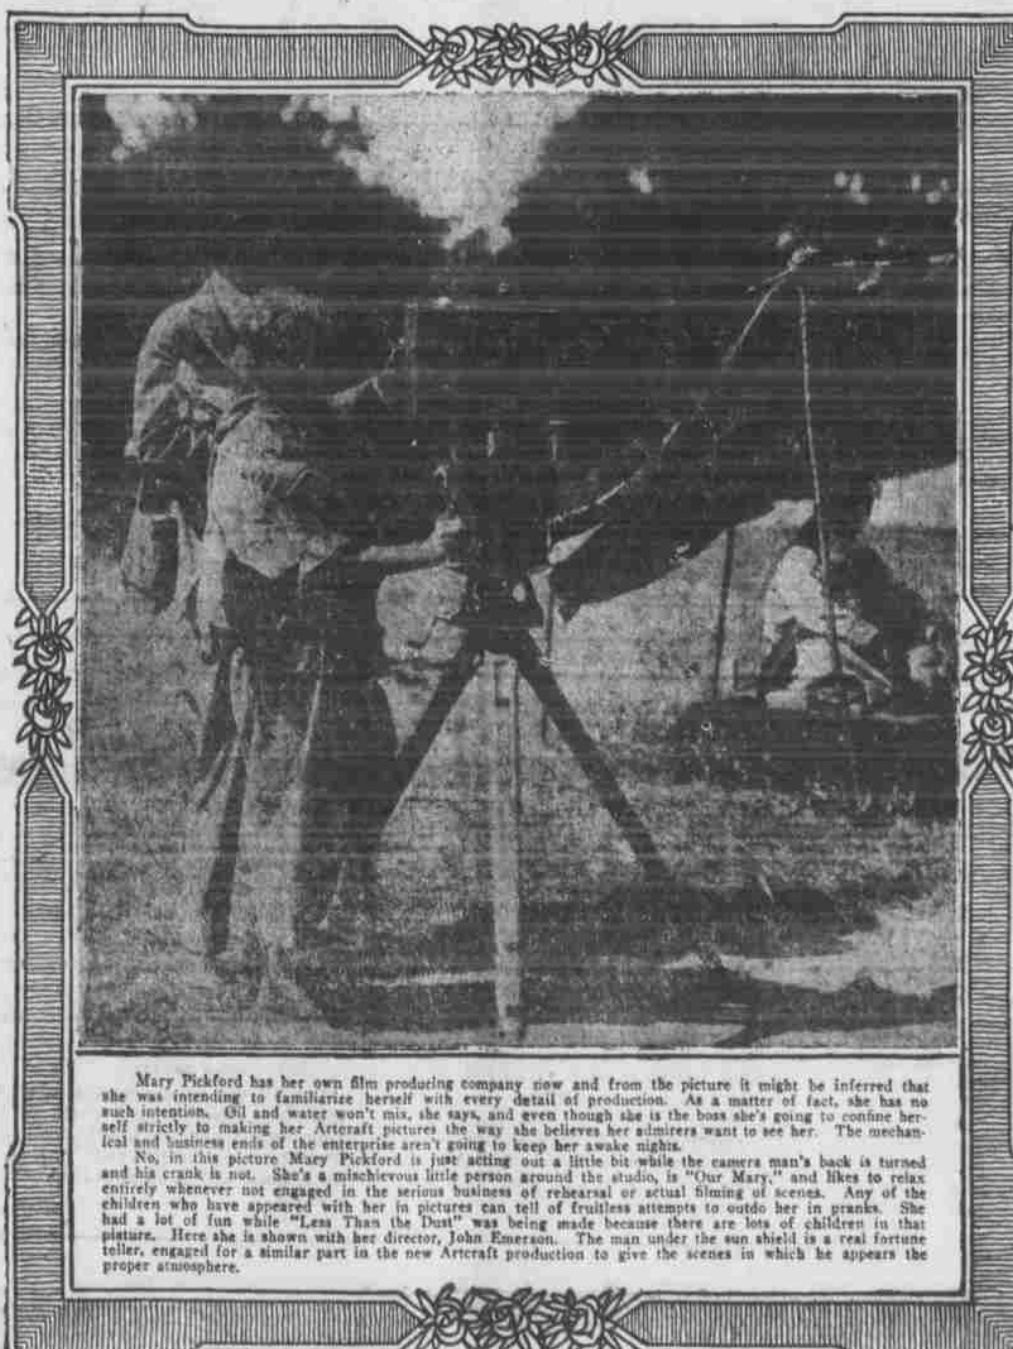 Mary Pickford has her own film producing company now and from the picture it might be inferred that
she was intending to familiarize herself with every detail of production. As a matter of fact, she has no
such intention. Oil and water won't mix, she says, and even though she is the boss she's going to confine her-
self strictly to making her Artcraft pictures the way she believes her admirers want to see her. The mechan-
ical and business ends of the enterprise aren't going to keep her awake nights.
No, in this picture Mary Pickford is just acting out a little bit while the camera man's back is turned
and his crank is not. She's a mischievous little person around the studio, is "Our Mary," and likes to relax
entirely whenever not engaged in the serious business of rehearsal or actual filming of scenes. Any of the
children who have appeared with her in pictures can tell of fruitless attempts to outdo her in pranks. She
had a lot of fun while "Less Than the Dust" was being made because there are lots of children in that
picture. Here she is shown with her director, John Emerson. The man under the sun shield is a real fortune
teller, engaged for a similar part in the new Artcraft production to give the scenes in which he appears the
proper atmosphere.